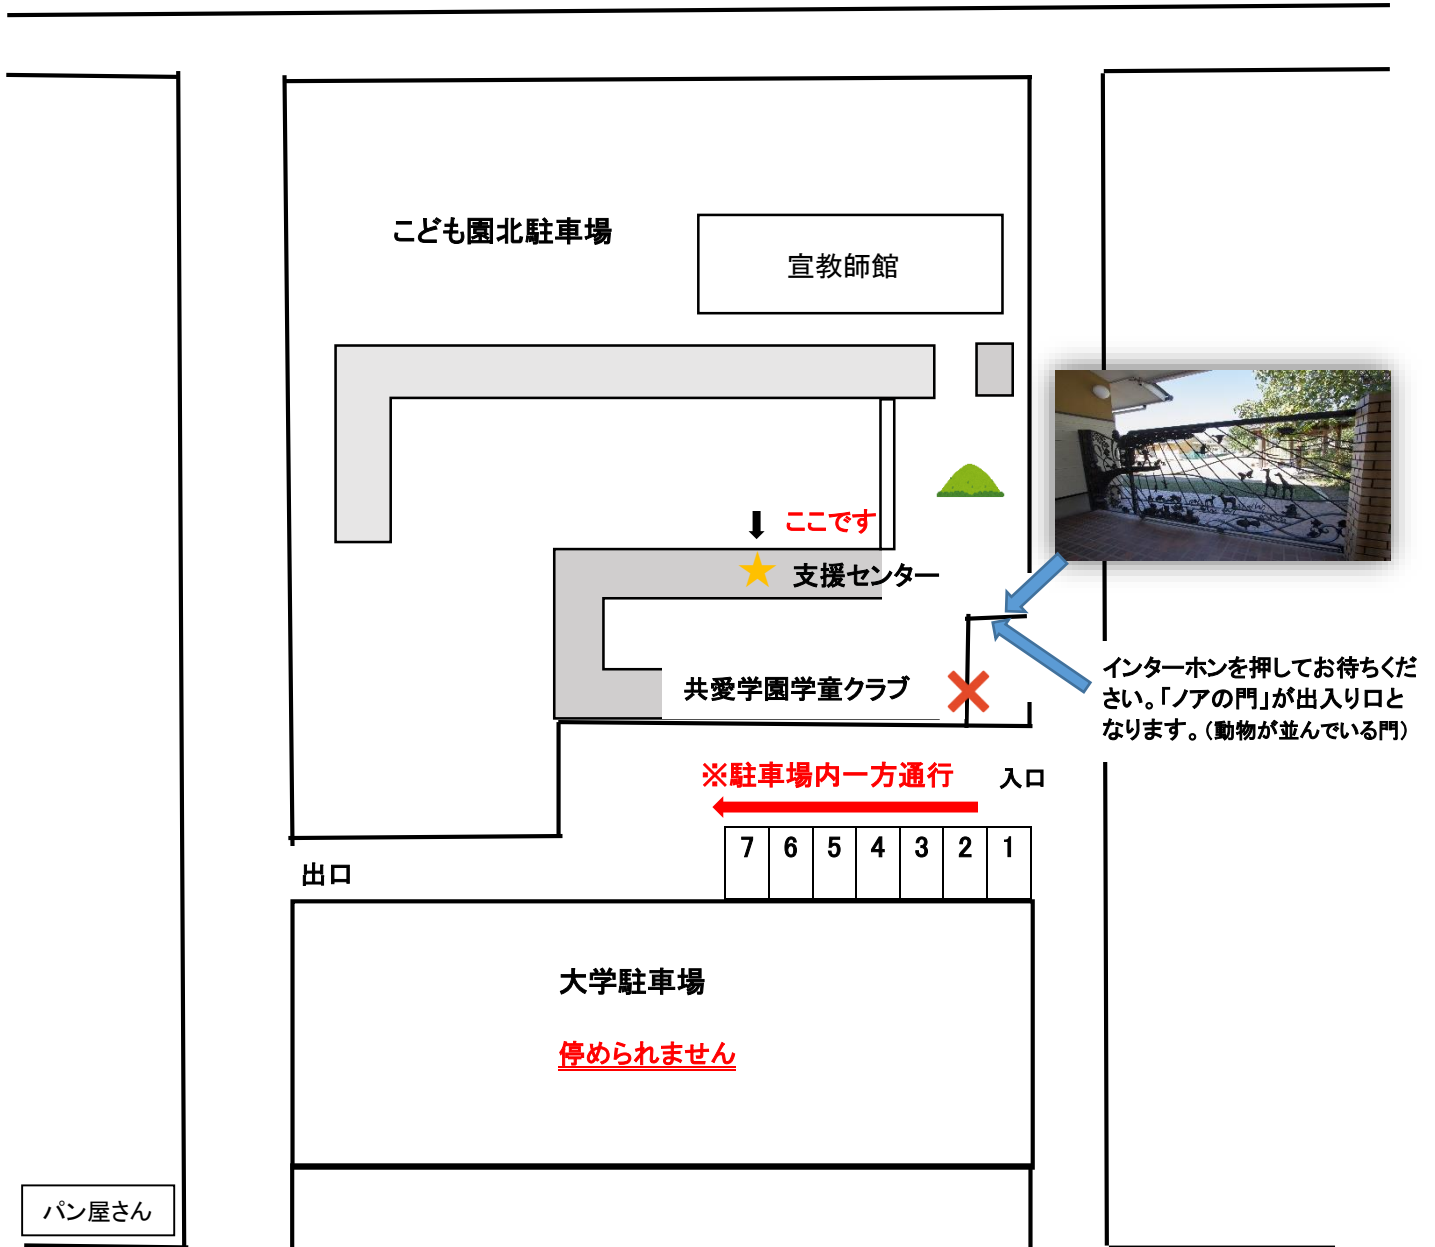 こども園北駐車場
宣教師館
ここです
支援センター
インターホンを押してお待ちくだ
さい。「ノアの門」が出入り口と
なります。(動物が並んでいる門)
共愛学園学童クラブ
※駐車場内一方通行
入口
7 6 5 4 3 2 1
出口
大学駐車場
停められません
パン屋さん